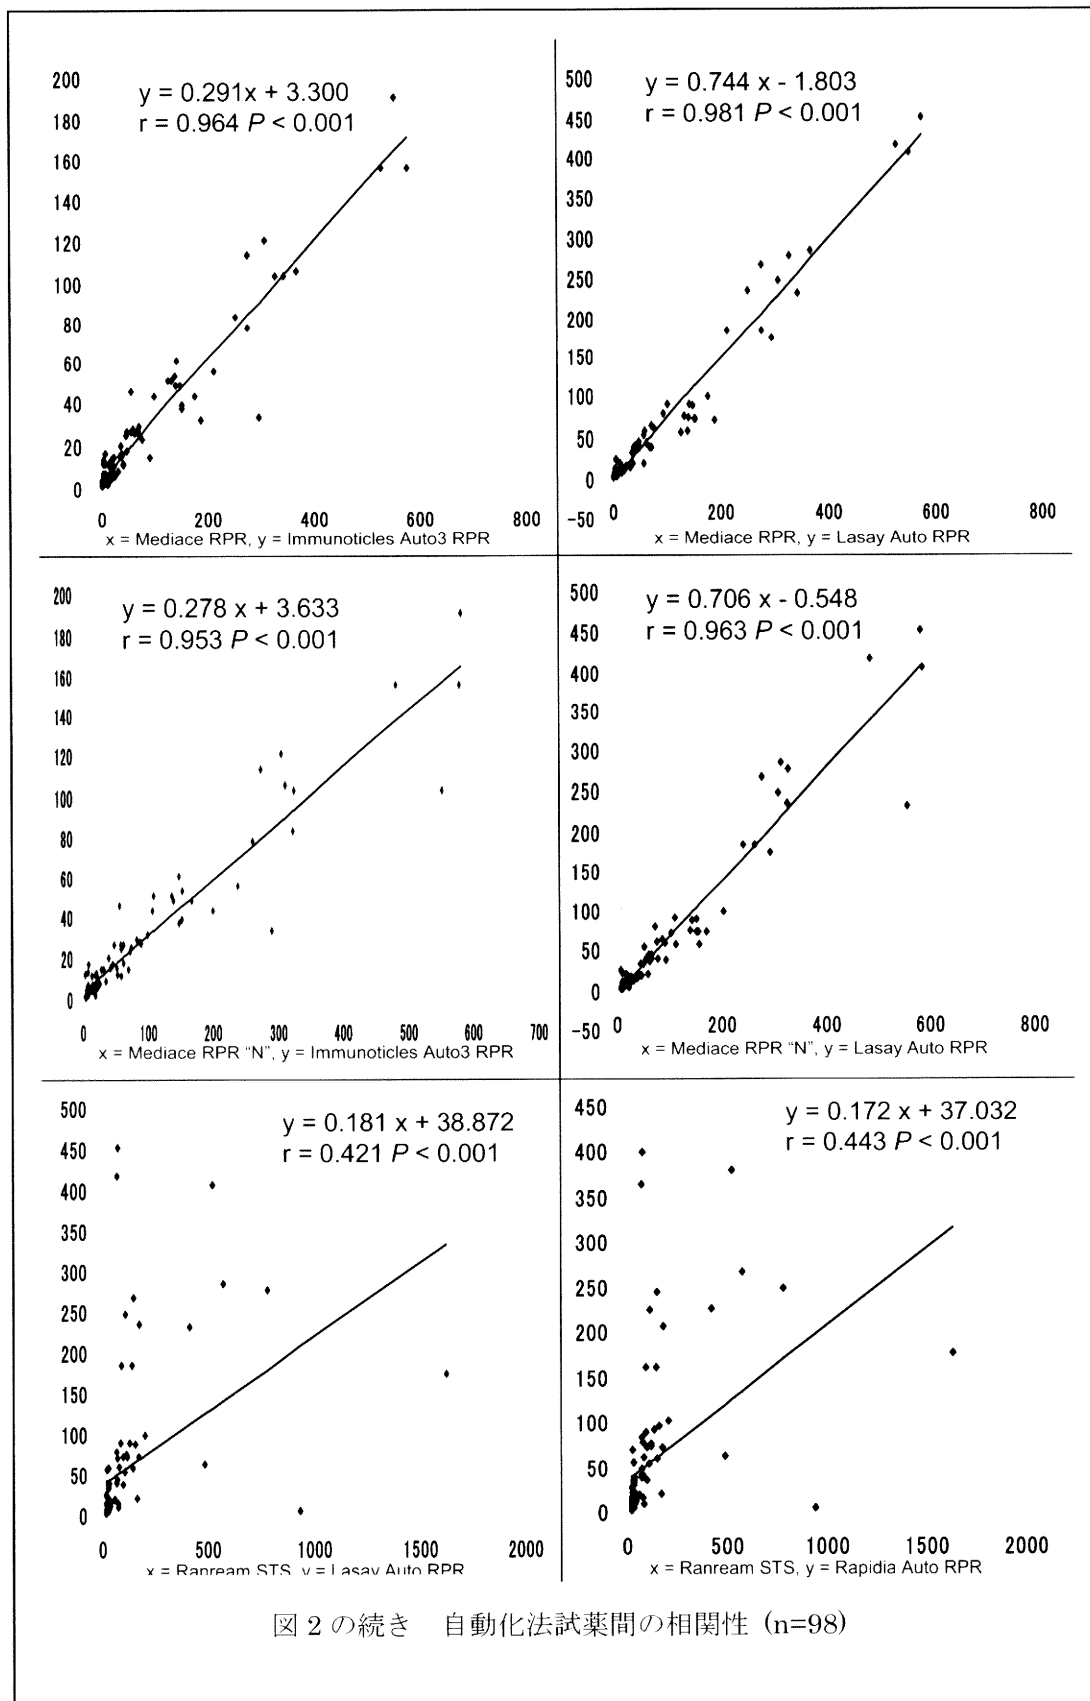 y = 0.291x + 3.300
r = 0.964 P < 0.001
200
180
160
140
120
100
80
60
40
20
0
0 200 400 600 800
x = Mediace RPR, y = Immunoticles Auto3 RPR
y = 0.744 x - 1.803
r = 0.981 P < 0.001
500
450
400
350
300
250
200
150
100
50
0
-50
0 200 400 600 800
x = Mediace RPR, y = Lasay Auto RPR
y = 0.278 x + 3.633
r = 0.953 P < 0.001
200
180
160
140
120
100
80
60
40
20
0
0 100 200 300 400 500 600 700
x = Mediace RPR “N”, y = Immunoticles Auto3 RPR
y = 0.706 x - 0.548
r = 0.963 P < 0.001
500
450
400
350
300
250
200
150
100
50
0
-50
0 200 400 600 800
x = Mediace RPR “N”, y = Lasay Auto RPR
y = 0.181 x + 38.872
r = 0.421 P < 0.001
500
450
400
350
300
250
200
150
100
50
0
0 500 1000 1500 2000
x = Ranream STS, y = Lasay Auto RPR
y = 0.172 x + 37.032
r = 0.443 P < 0.001
450
400
350
300
250
200
150
100
50
0
0 500 1000 1500 2000
x = Ranream STS, y = Rapidia Auto RPR
図 2 の続き 自動化法試薬間の相関性 (n=98)